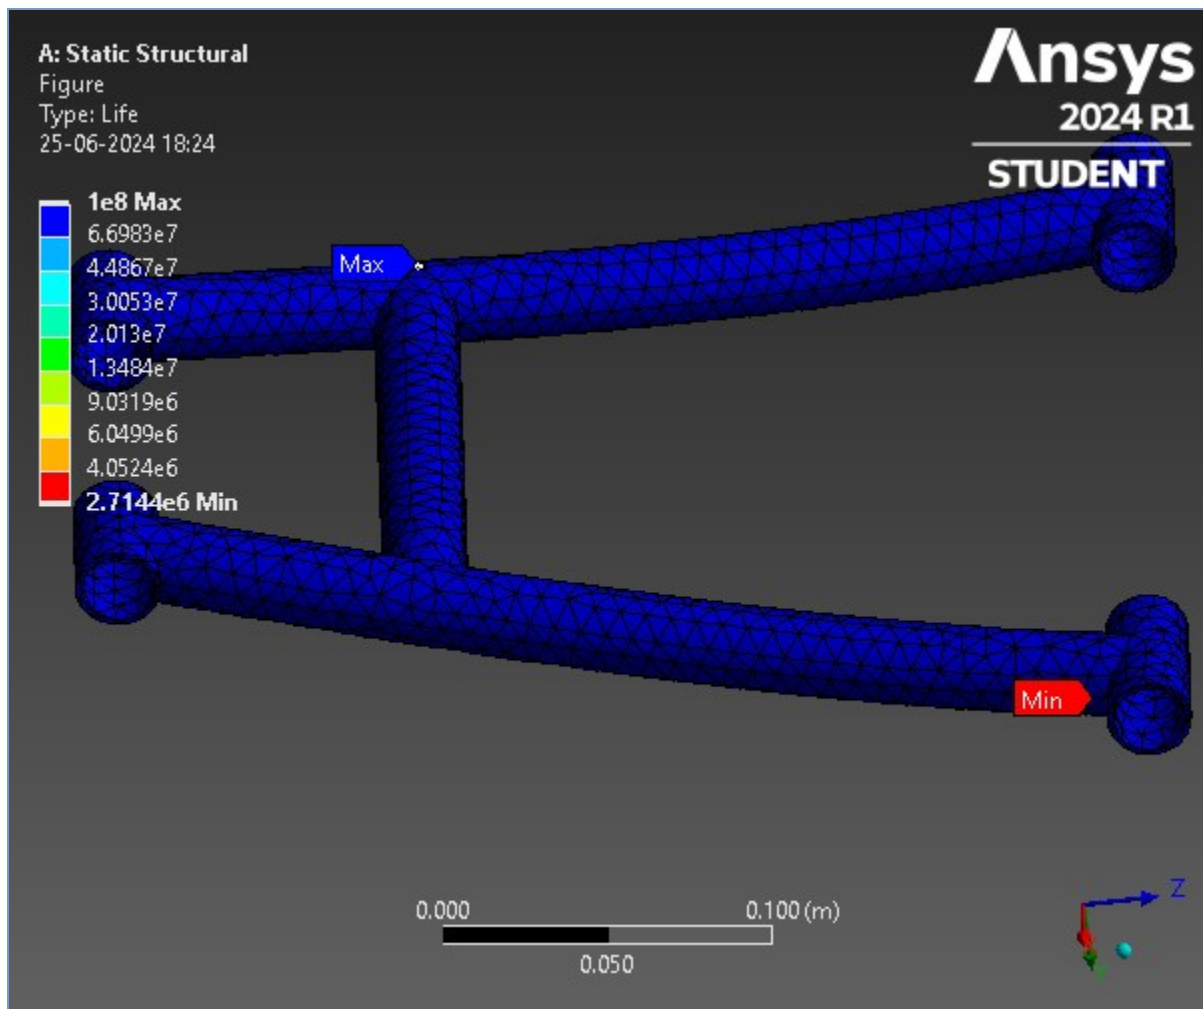 A: Static Structural
Figure
Type: Life
25-06-2024 18:24
Ansys
2024 R1
STUDENT
1e8 Max
6.6983e7
4.4867e7
3.0053e7
2.013e7
1.3484e7
9.0319e6
6.0499e6
4.0524e6
2.7144e6 Min
Max
Min
0.000
0.100 (m)
0.050
Z